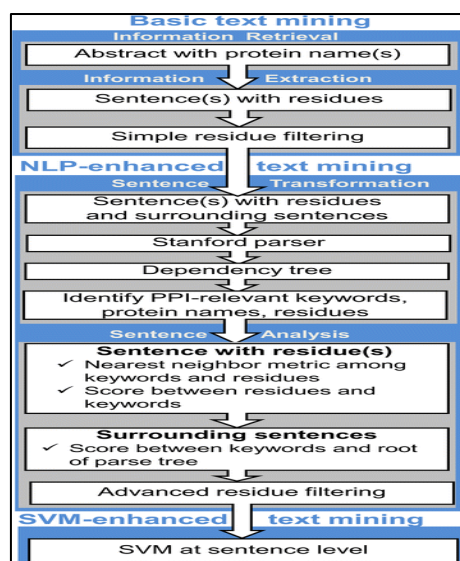 Basic text mining
Information Retrieval
Abstract with protein name(s)
Information Extraction
Sentence(s) with residues
Simple residue filtering
NLP-enhanced text mining
Sentence Transformation
Sentence(s) with residues
and surrounding sentences
Stanford parser
Dependency tree
Identify PPI-relevant keywords,
protein names, residues
Sentence Analysis
Sentence with residue(s)
✓ Nearest neighbor metric among
keywords and residues
✓ Score between residues and
keywords
Surrounding sentences
✓ Score between keywords and root
of parse tree
Advanced residue filtering
SVM-enhanced text mining
SVM at sentence level